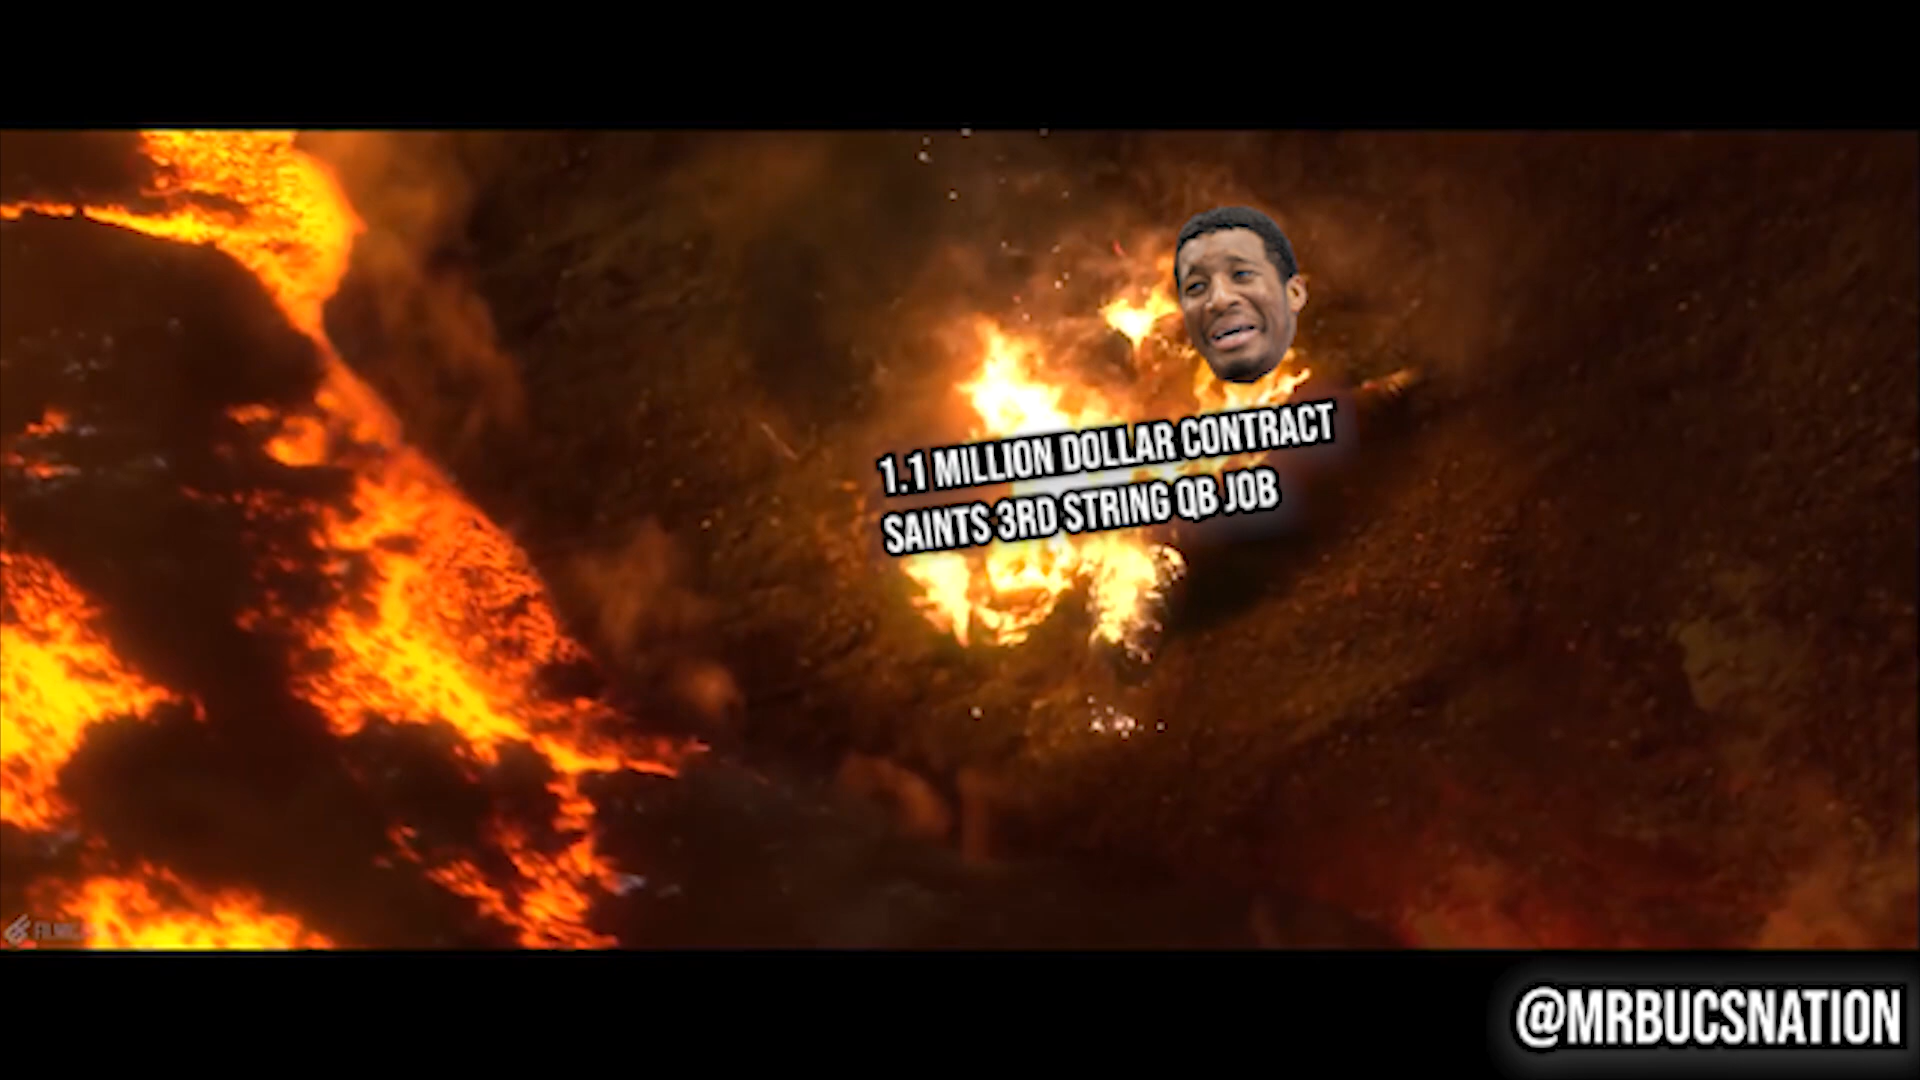 1.1 MILLION DOLLAR CONTRACT
SAINTS 3RD STRING QB JOB
@MRBUCSNATION